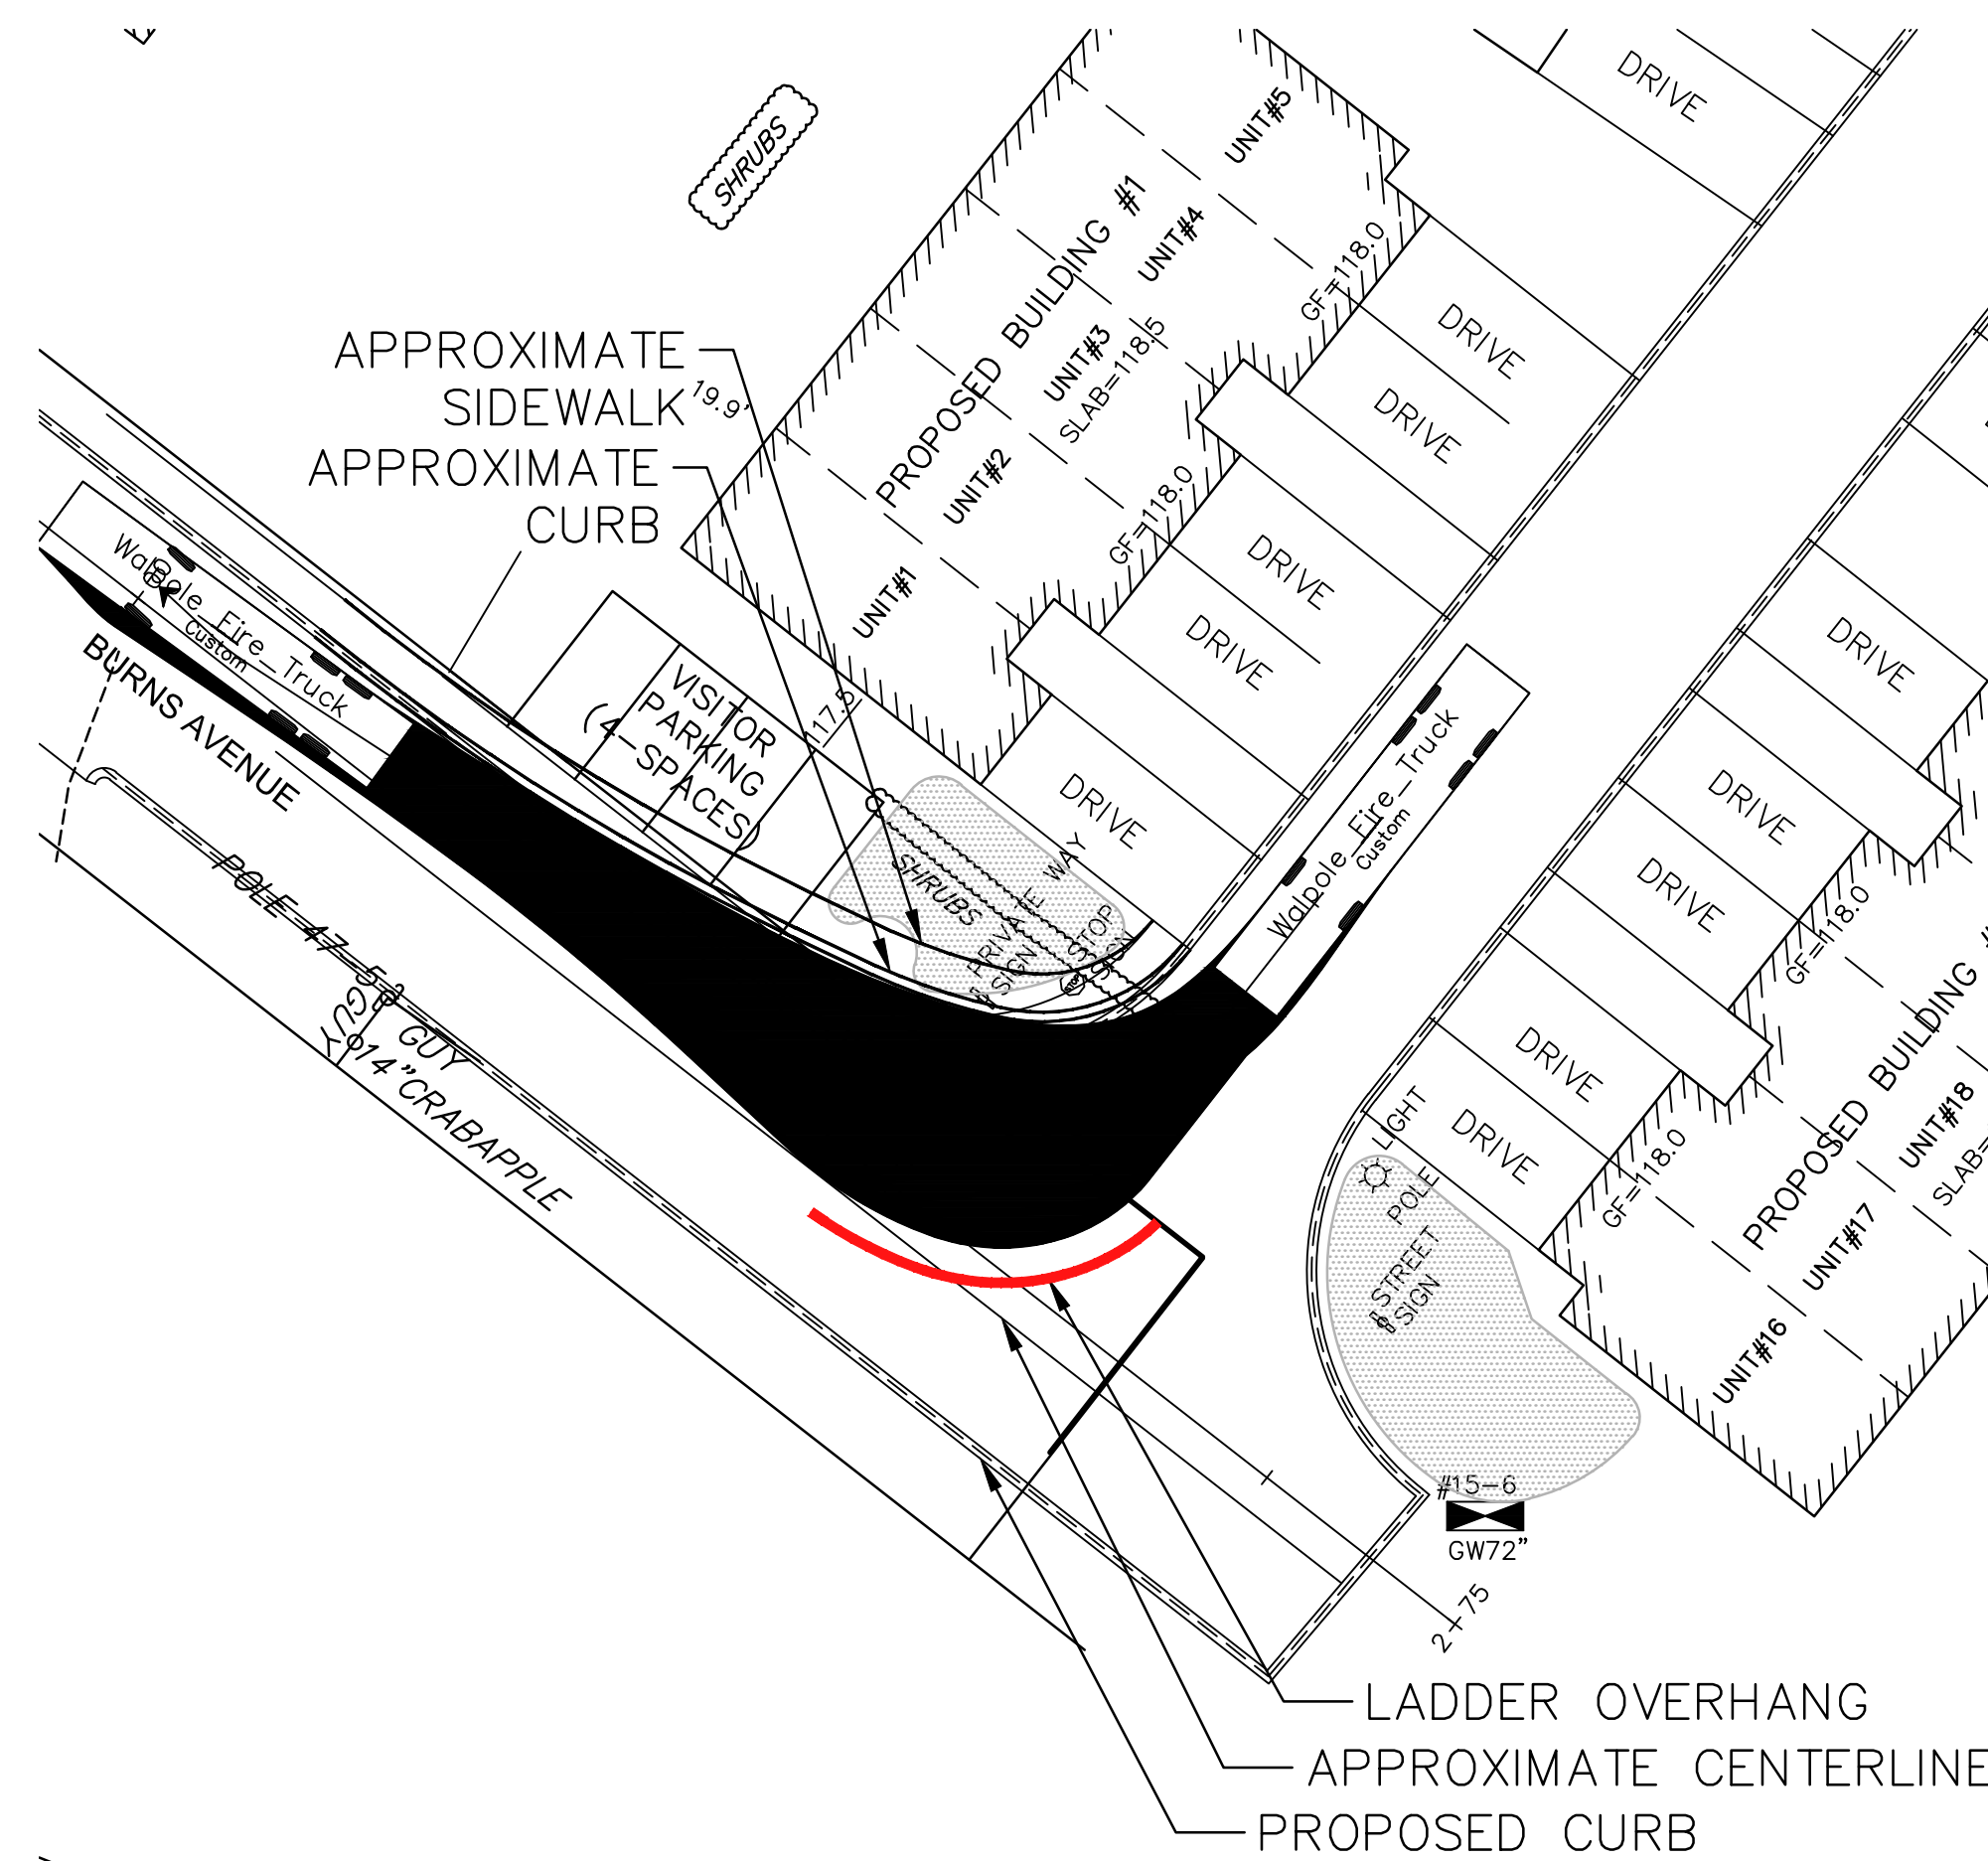 SHRUBS
DRIVE
UNIT#5
UNIT#4
UNIT#3
UNIT#2
UNIT#1
PROPOSED BUILDING #1
SLAB=118.5
GF=118.0
GF=118.0
DRIVE
DRIVE
DRIVE
DRIVE
DRIVE
APPROXIMATE
SIDEWALK
19.9'
APPROXIMATE
CURB
Walpole_Fire_Truck
Custom
BURNS AVENUE
VISITOR
PARKING
(4-SPACES)
117.5
SHRUBS
PRIVATE WAY
SIGN
STOP
SIGN
STOP
Walpole_Fire_Truck
Custom
POLE 47-52
GUY
GUY
14" CRABAPPLE
DRIVE
DRIVE
DRIVE
DRIVE
DRIVE
GF=118.0
GF=118.0
PROPOSED BUILDING
UNIT#18
SLAB=
UNIT#17
UNIT#16
LIGHT
POLE
STREET
SIGN
#15-6
GW72"
2+75
LADDER OVERHANG
APPROXIMATE CENTERLINE
PROPOSED CURB